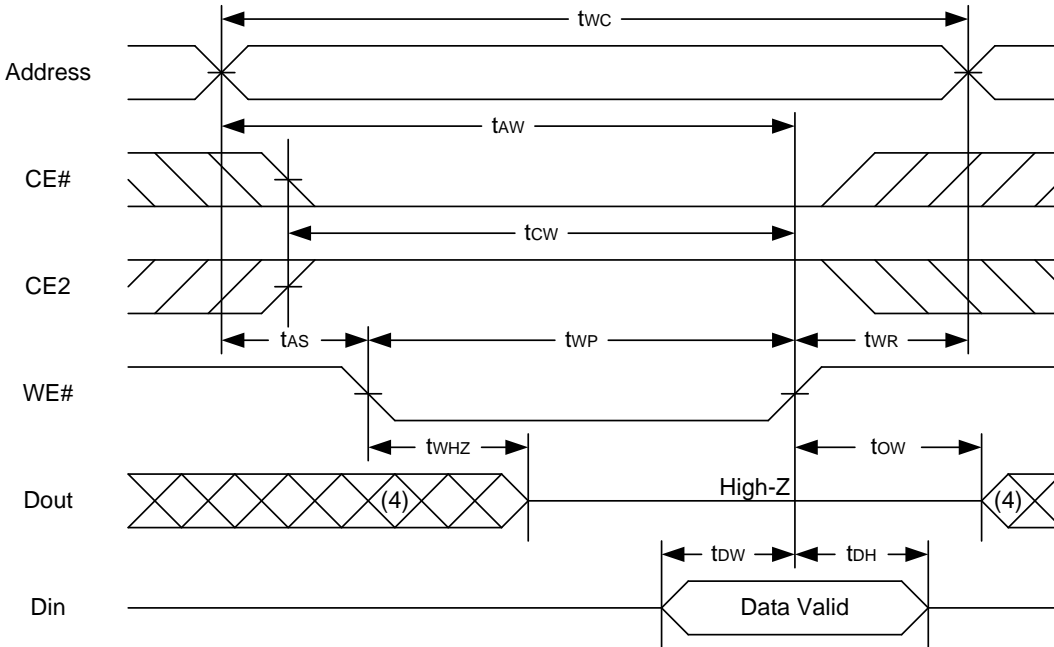 tWC
Address
tAW
CE#
tCW
CE2
tAS tWP tWR
WE#
tWHZ tOW
High-Z
Dout (4) (4)
tDW tDH
Din Data Valid